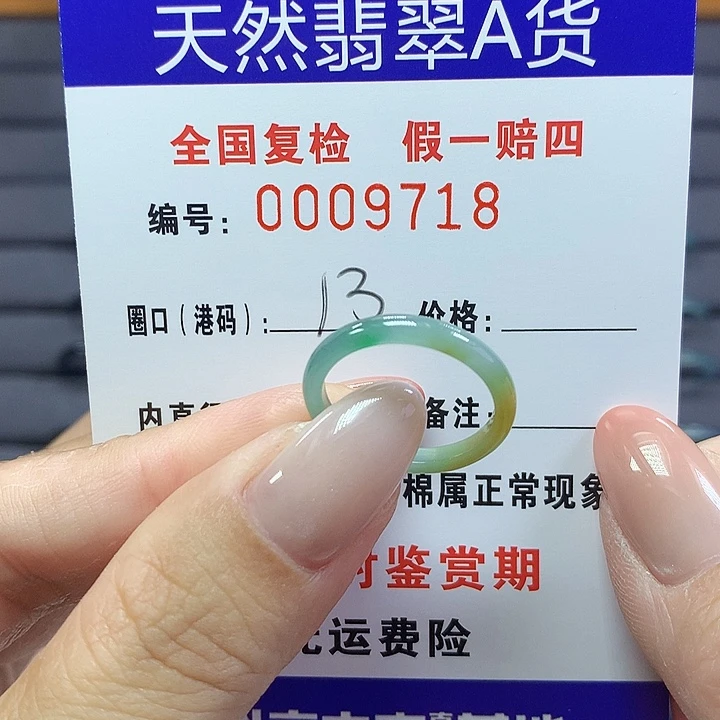 天然翡翠A货
全国复检 假一赔四
编号: 0009718
圈口(港码): 13 价格:
内直 备注:
棉属正常现象
鉴赏期
运费险